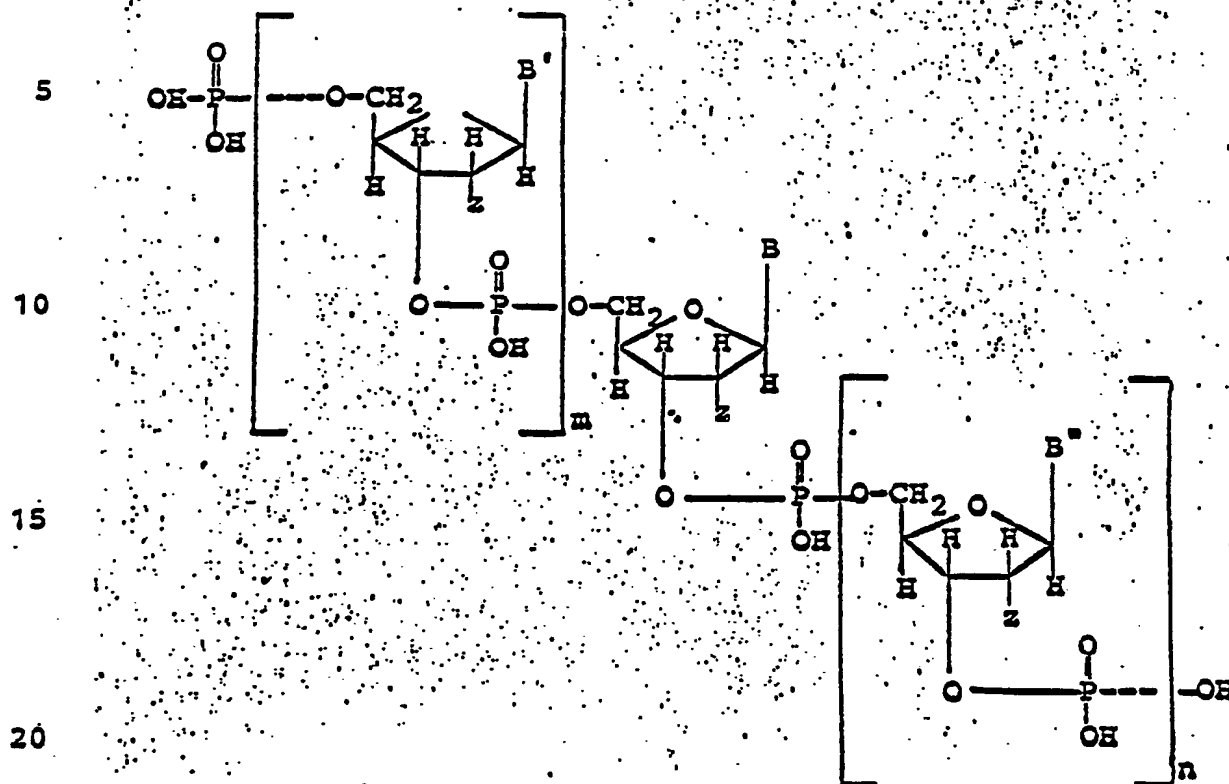 O
B'
5 OH-P-----O-CH2
OH H H
H z H
B
O
10 O-P-O-CH2 O
OH H H
H z H
m
B"
O
O-P-O-CH2 O
15 OH H H
H z H
O
O-P-----OH
20 OH
n